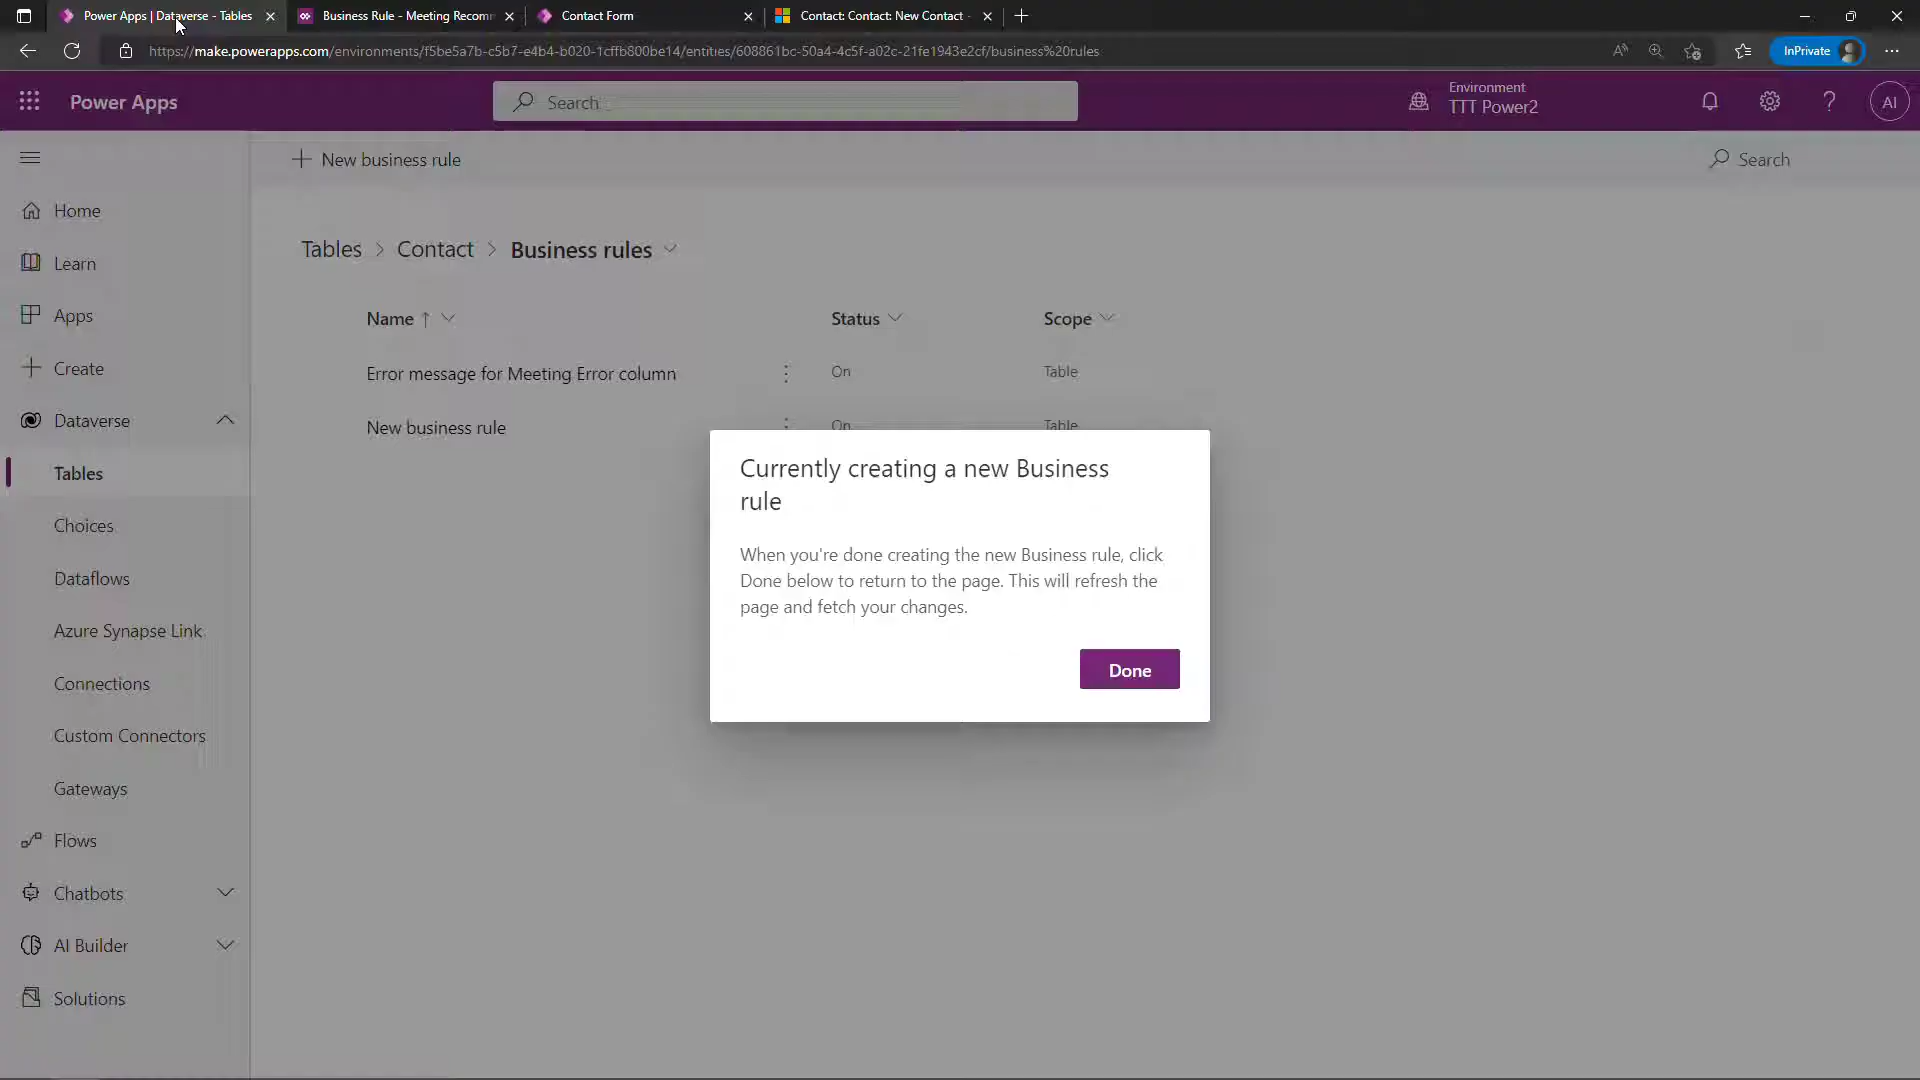 Power Apps | Dataverse - Tables
Business Rule - Meeting Recomm
Contact Form
Contact: Contact: New Contact -
https://make.powerapps.com/environments/f5be5a7b-c5b7-e4b4-b020-1cffb800be14/entities/608861bc-50a4-4c5f-a02c-21fe1943e2cf/business%20rules
InPrivate
Power Apps
Search
Environment
TTT Power2
AI
New business rule
Search
Home
Learn
Apps
Create
Dataverse
Tables
Choices
Dataflows
Azure Synapse Link
Connections
Custom Connectors
Gateways
Flows
Chatbots
AI Builder
Solutions
Tables > Contact > Business rules
Name Status Scope
Error message for Meeting Error column On Table
New business rule On Table
Currently creating a new Business
rule
When you're done creating the new Business rule, click
Done below to return to the page. This will refresh the
page and fetch your changes.
Done